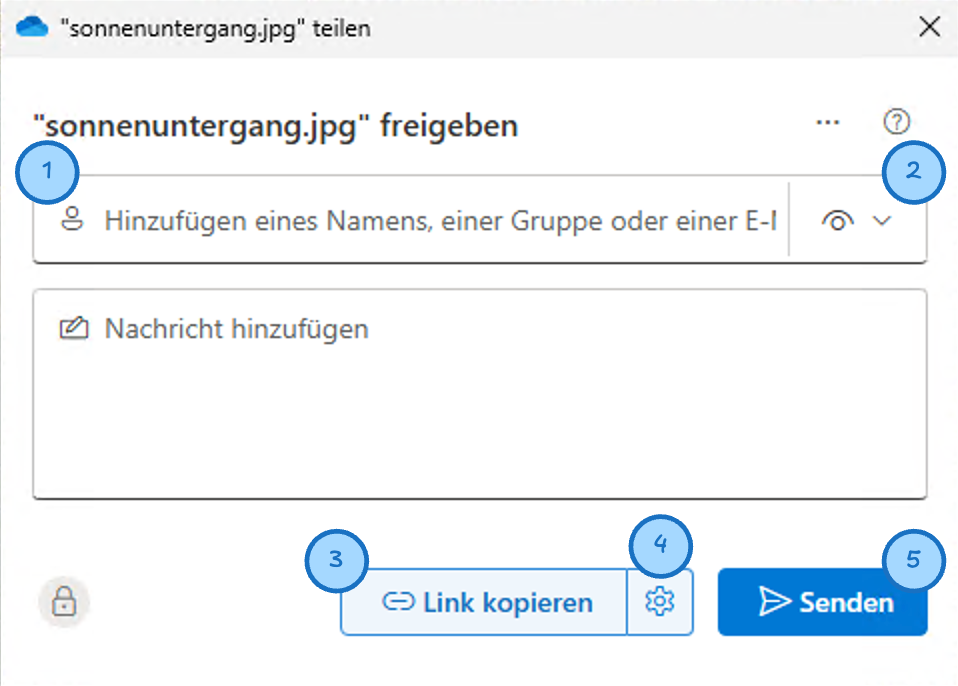 "sonnenuntergang.jpg" teilen
"sonnenuntergang.jpg" freigeben
1
2
Hinzufügen eines Namens, einer Gruppe oder einer E-
Nachricht hinzufügen
3
4
5
Link kopieren
Senden